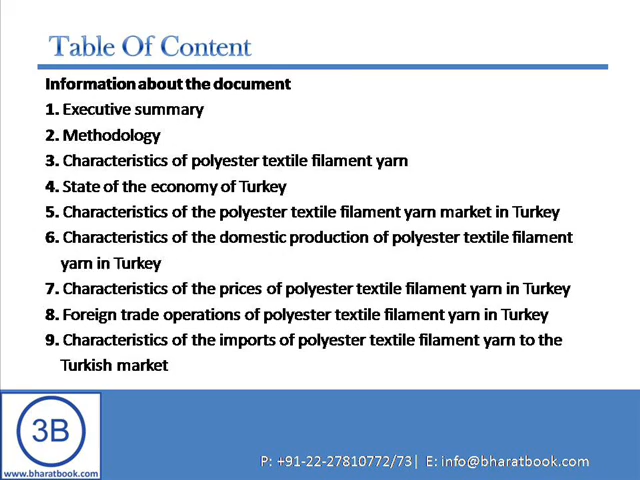 Table Of Content
Information about the document
1. Executive summary
2. Methodology
3. Characteristics of polyester textile filament yarn
4. State of the economy of Turkey
5. Characteristics of the polyester textile filament yarn market in Turkey
6. Characteristics of the domestic production of polyester textile filament
yarn in Turkey
7. Characteristics of the prices of polyester textile filament yarn in Turkey
8. Foreign trade operations of polyester textile filament yarn in Turkey
9. Characteristics of the imports of polyester textile filament yarn to the
Turkish market
3B
www.bharatbook.com
P: +91-22-27810772/73| E: info@bharatbook.com